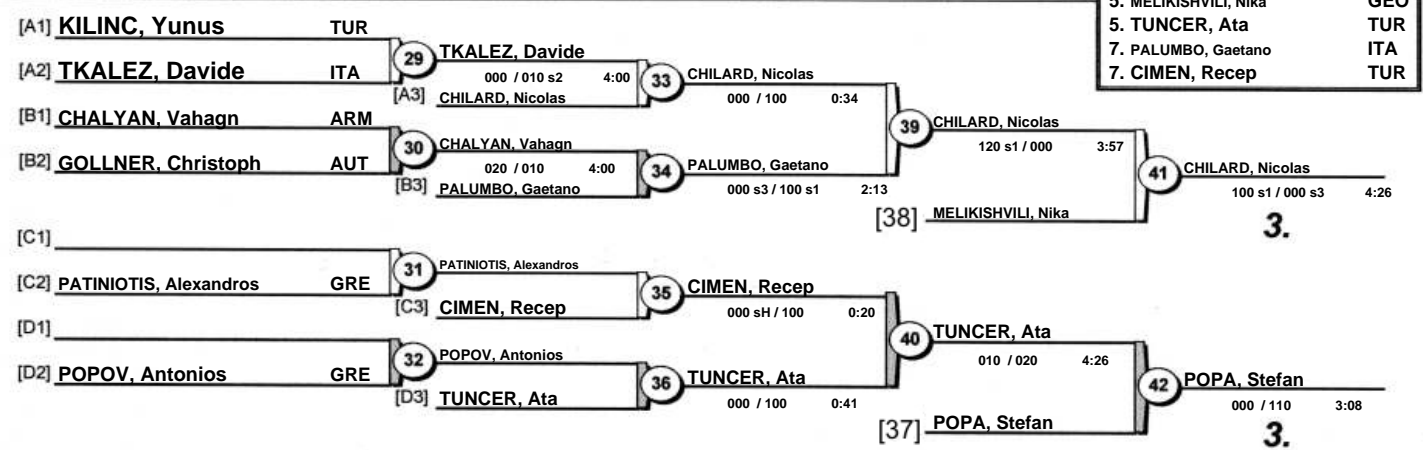 5. MELIKISHVILI, Nika GEO
5. TUNCER, Ata TUR
7. PALUMBO, Gaetano ITA
7. CIMEN, Recep TUR
[A1] KILINC, Yunus TUR
29
TKALEZ, Davide
000 / 010 s2 4:00
[A2] TKALEZ, Davide ITA
[A3] CHILARD, Nicolas
33
CHILARD, Nicolas
000 / 100 0:34
[B1] CHALYAN, Vahagn ARM
30
CHALYAN, Vahagn
020 / 010 4:00
[B2] GOLLNER, Christoph AUT
[B3] PALUMBO, Gaetano
34
PALUMBO, Gaetano
000 s3 / 100 s1 2:13
39
CHILARD, Nicolas
120 s1 / 000 3:57
[38] MELIKISHVILI, Nika
41
CHILARD, Nicolas
100 s1 / 000 s3 4:26
3.
[C1]
31
PATINIOTIS, Alexandros
[C2] PATINIOTIS, Alexandros GRE
[C3] CIMEN, Recep
35
CIMEN, Recep
000 sH / 100 0:20
[D1]
32
POPOV, Antonios
[D2] POPOV, Antonios GRE
[D3] TUNCER, Ata
36
TUNCER, Ata
000 / 100 0:41
40
TUNCER, Ata
010 / 020 4:26
[37] POPA, Stefan
42
POPA, Stefan
000 / 110 3:08
3.